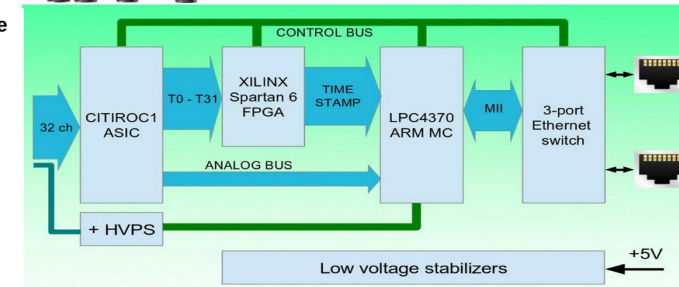 e
CONTROL BUS
32 ch
CITIROC1
ASIC
T0 - T31
XILINX
Spartan 6
FPGA
TIME
STAMP
LPC4370
ARM MC
MII
3-port
Ethernet
switch
ANALOG BUS
+ HVPS
Low voltage stabilizers
+5V